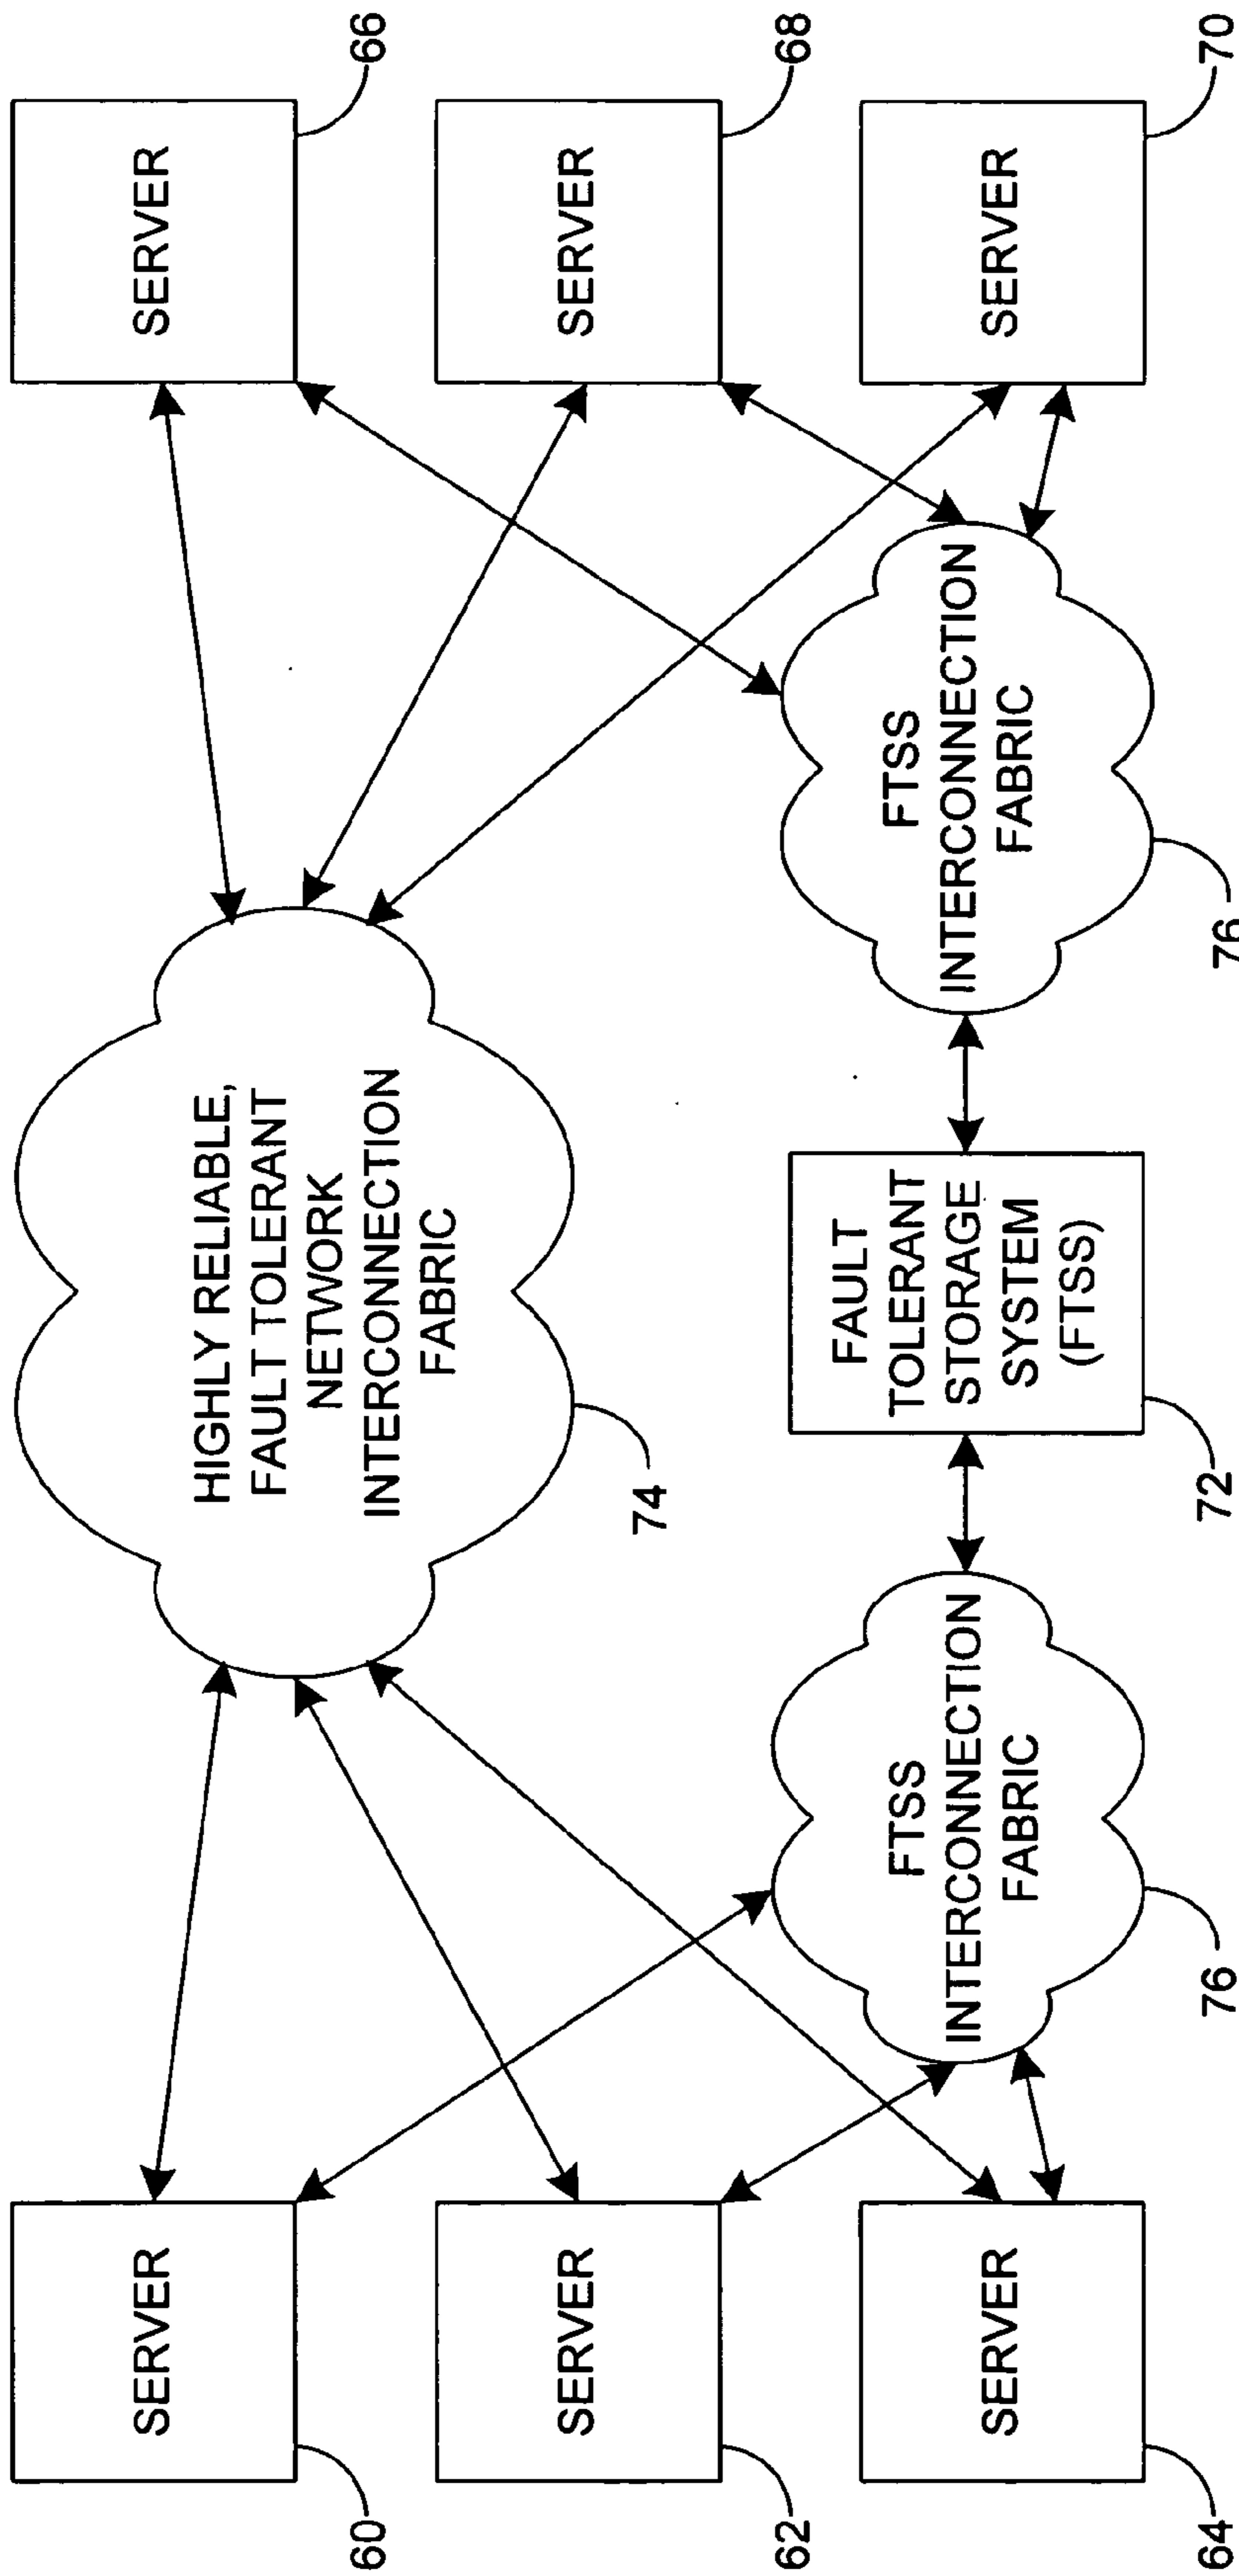 SERVER
60
SERVER
62
SERVER
64
HIGHLY RELIABLE,
FAULT TOLERANT
NETWORK
INTERCONNECTION
FABRIC
74
FTSS
INTERCONNECTION
FABRIC
76
FAULT
TOLERANT
STORAGE
SYSTEM
(FTSS)
72
FTSS
INTERCONNECTION
FABRIC
76
SERVER
66
SERVER
68
SERVER
70